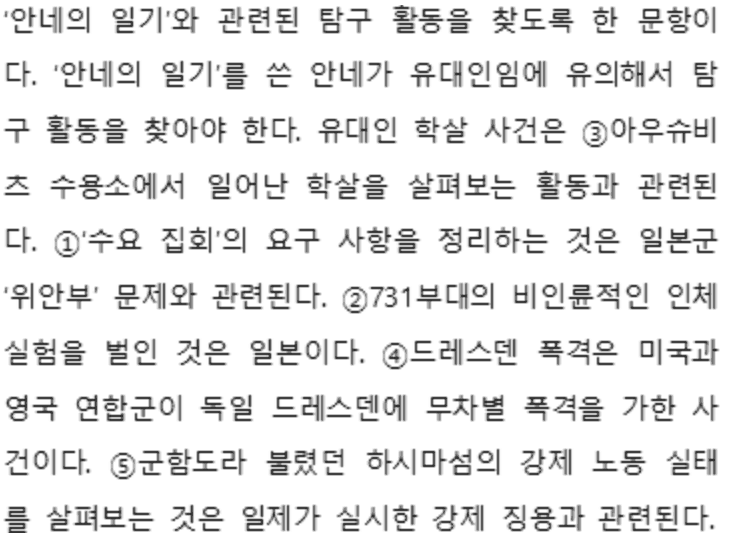 ‘안네의 일기’와 관련된 탐구 활동을 찾도록 한 문항이
다. ‘안네의 일기’를 쓴 안네가 유대인임에 유의해서 탐
구 활동을 찾아야 한다. 유대인 학살 사건은 ③아우슈비
츠 수용소에서 일어난 학살을 살펴보는 활동과 관련된
다. ①‘수요 집회’의 요구 사항을 정리하는 것은 일본군
‘위안부’ 문제와 관련된다. ②731부대의 비인륜적인 인체
실험을 벌인 것은 일본이다. ④드레스덴 폭격은 미국과
영국 연합군이 독일 드레스덴에 무차별 폭격을 가한 사
건이다. ⑤군함도라 불렸던 하시마섬의 강제 노동 실태
를 살펴보는 것은 일제가 실시한 강제 징용과 관련된다.